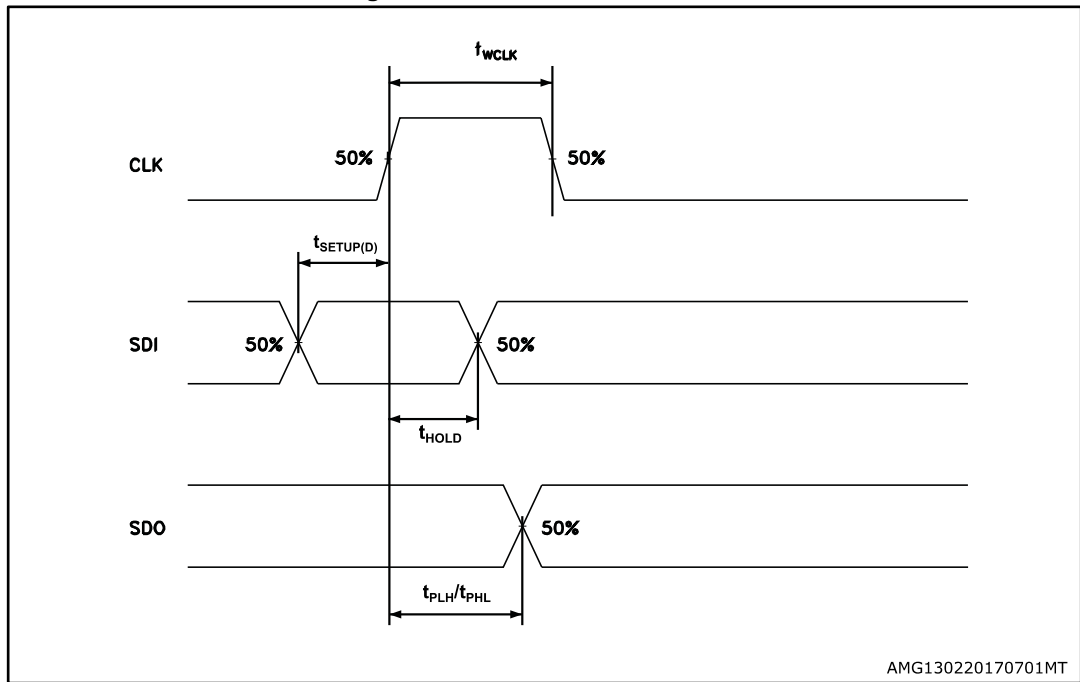 tWCLK
50%
50%
CLK
tSETUP(D)
50%
50%
SDI
tHOLD
50%
SDO
tPLH/tPHL
AMG130220170701MT